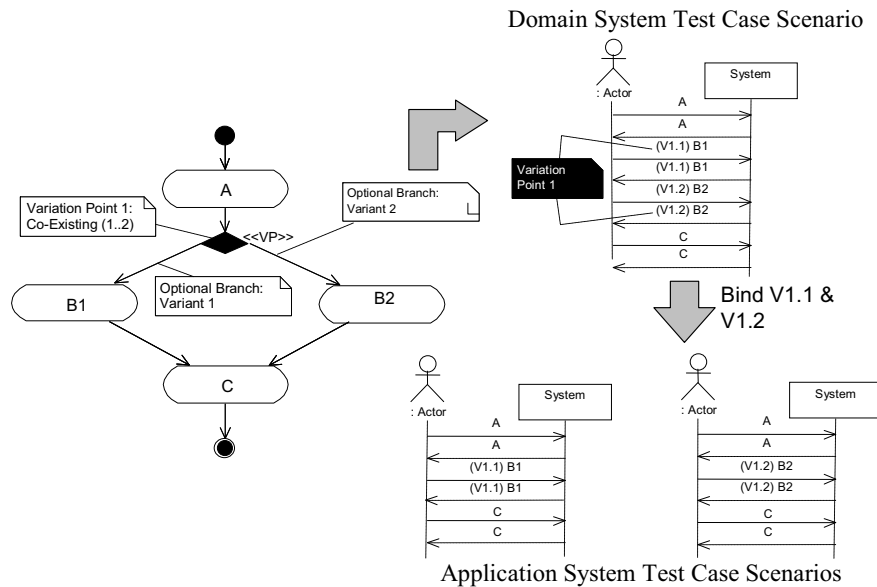 Domain System Test Case Scenario
: Actor
System
A
A
(V1.1) B1
(V1.1) B1
(V1.2) B2
(V1.2) B2
C
C
Variation
Point 1
A
Variation Point 1:
Co-Existing (1..2)
<<VP>>
Optional Branch:
Variant 2
Optional Branch:
Variant 1
B1
B2
C
Bind V1.1 &
V1.2
: Actor
System
A
A
(V1.1) B1
(V1.1) B1
C
C
: Actor
System
A
A
(V1.2) B2
(V1.2) B2
C
C
Application System Test Case Scenarios